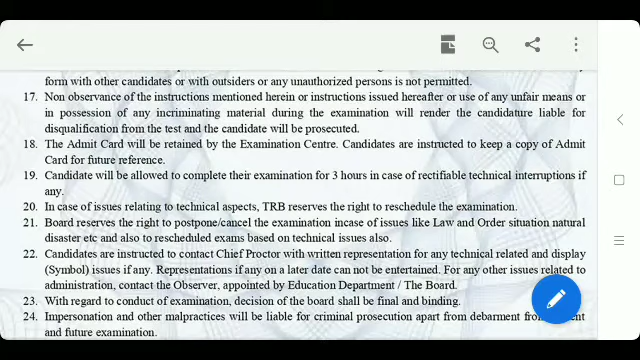 form with other candidates or with outsiders or any unauthorized persons is not permitted.
17. Non observance of the instructions mentioned herein or instructions issued hereafter or use of any unfair means or
in possession of any incriminating material during the examination will render the candidature liable for
disqualification from the test and the candidate will be prosecuted.
18. The Admit Card will be retained by the Examination Centre. Candidates are instructed to keep a copy of Admit
Card for future reference.
19. Candidate will be allowed to complete their examination for 3 hours in case of rectifiable technical interruptions if
any.
20. In case of issues relating to technical aspects, TRB reserves the right to reschedule the examination.
21. Board reserves the right to postpone/cancel the examination incase of issues like Law and Order situation natural
disaster etc and also to rescheduled exams based on technical issues also.
22. Candidates are instructed to contact Chief Proctor with written representation for any technical related and display
(Symbol) issues if any. Representations if any on a later date can not be entertained. For any other issues related to
administration, contact the Observer, appointed by Education Department / The Board.
23. With regard to conduct of examination, decision of the board shall be final and binding.
24. Impersonation and other malpractices will be liable for criminal prosecution apart from debarment
and future examination.